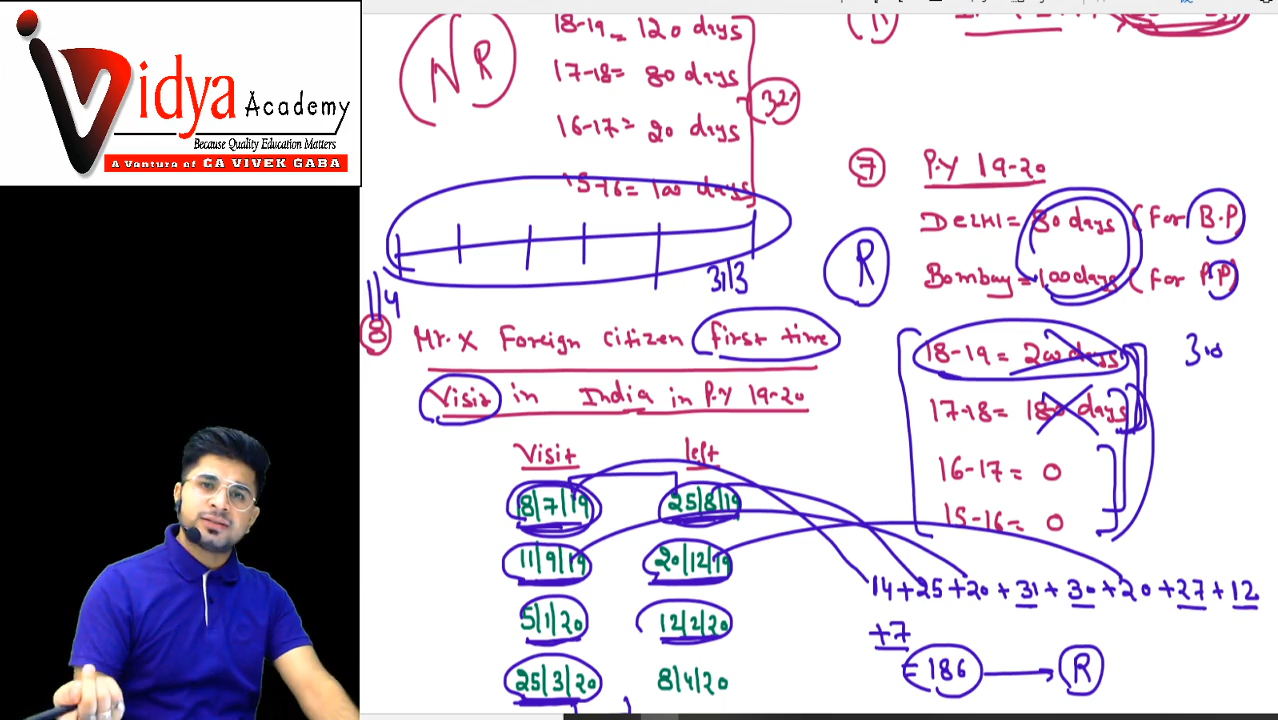 Vidya Academy
Because Quality Education Matters
A Ventura of CA VIVEK GABA
NR
18-19 = 120 days
17-18 = 80 days
16-17 = 20 days
15-16 = 100 days
31/3
8
Mr. X Foreign Citizen first time
Visit in India in P.Y 19-20
Visit left
8/7/19 25/8/19
11/9/19 20/12/19
5/1/20 12/2/20
25/3/20 8/4/20
7 P.Y 19-20
Delhi = 80 days (For B.P)
R
Bombay = 100 days (For P.P)
18-19 = 200 days
17-18 = 180 days
16-17 = 0
15-16 = 0
14+25+20+31+30+20+27+12
+7
= 186 → R